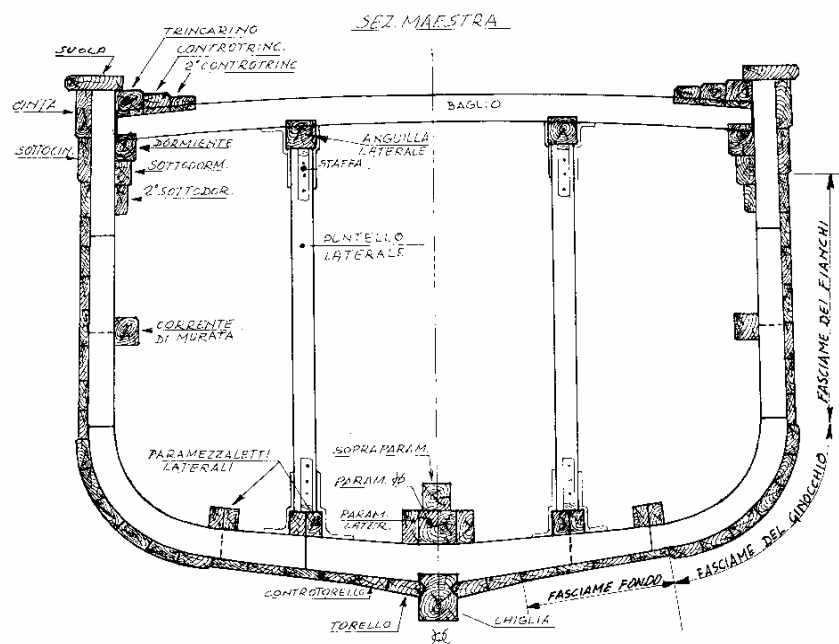 SEZ. MAESTRA
TRINCARINO
CONTROTRINC.
2° CONTROTRINC
SUOLA
CINTA
BAGLIO
SOTTOCIN.
DORMIENTE
ANGUILLA
LATERALE
SOTTODORM.
STAFFA
2° SOTTODOR.
PUNTELLO
LATERALE
CORRENTE
DI MURATA
FASCIAME DEI FIANCHI
PARAMEZZALETTI
LATERALI
SOPRAPARAM.
PARAM.
PARAM.
LATER.
FASCIAME DEL GINOCCHIO
FASCIAME FONDO
CONTROTORELLO
TORELLO
CHIGLIA